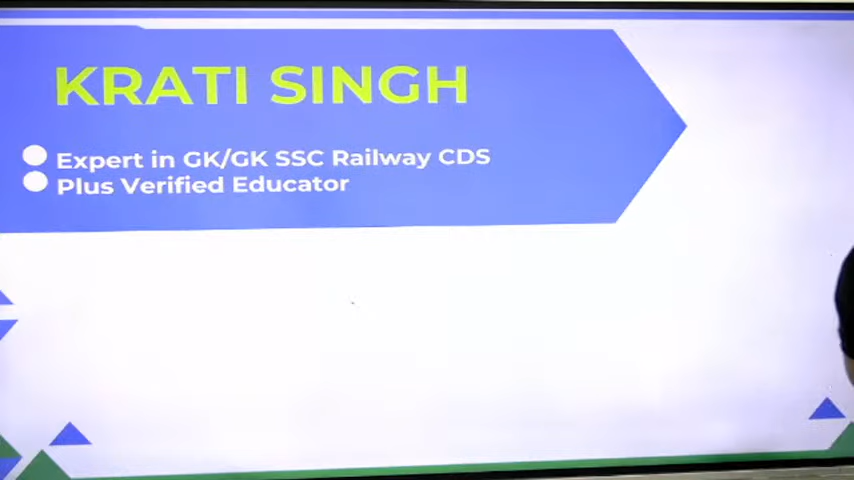 KRATI SINGH
Expert in GK/GK SSC Railway CDS
Plus Verified Educator